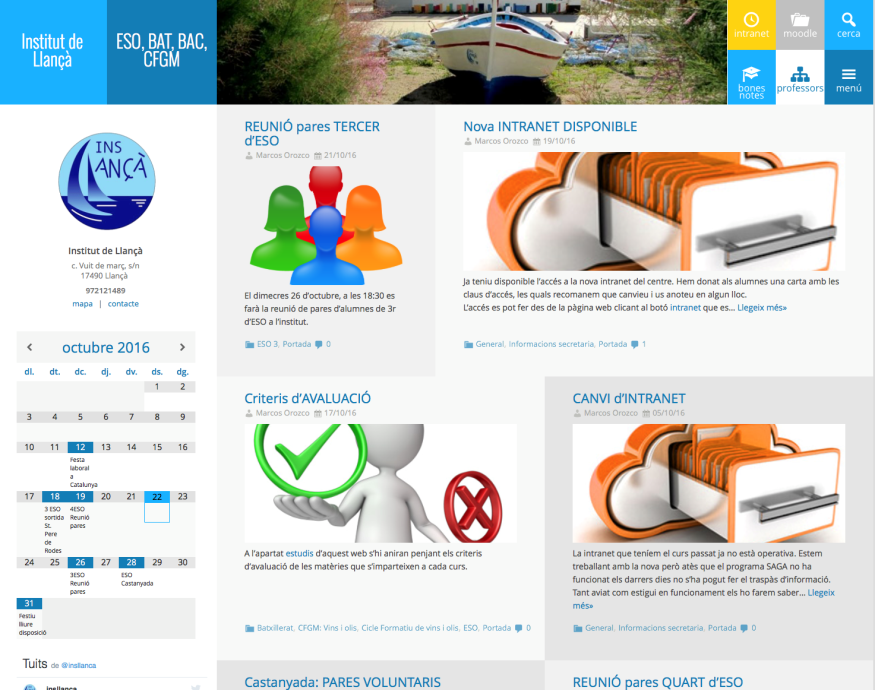 Institut de
Llançà
ESO, BAT, BAC,
CFGM
intranet
moodle
cerca
bones
notes
professors
menú
INS
LANÇÀ
Institut de Llançà
c. Vuit de març, s/n
17490 Llançà
972121489
mapa | contacte
octubre 2016
dl. dt. dc. dj. dv. ds. dg.
1 2
3 4 5 6 7 8 9
10 11 12 13 14 15 16
Festa
laboral
a
Catalunya
17 18 19 20 21 22 23
3 ESO
sortida
St.
Pere
de
Rodes
4ESO
Reunió
pares
24 25 26 27 28 29 30
3ESO
Reunió
pares
ESO
Castanyada
31
Festiu
lliure
disposició
Tuits de @insllanca
insllanca
REUNIÓ pares TERCER
d'ESO
Marcos Orozco 21/10/16
El dimecres 26 d'octubre, a les 18:30 es
farà la reunió de pares d'alumnes de 3r
d'ESO a l'institut.
ESO 3, Portada 0
Nova INTRANET DISPONIBLE
Marcos Orozco 19/10/16
Ja teniu disponible l'accés a la nova intranet del centre. Hem donat als alumnes una carta amb les
claus d'accés, les quals recomanem que canvieu i us anoteu en algun lloc.
L'accés es pot fer des de la pàgina web clicant al botó intranet que es... Llegeix més»
General, Informacions secretaria, Portada 1
Criteris d'AVALUACIÓ
Marcos Orozco 17/10/16
A l'apartat estudis d'aquest web s'hi aniran penjant els criteris
d'avaluació de les matèries que s'imparteixen a cada curs.
Batxillerat, CFGM: Vins i olis, Cicle Formatiu de vins i olis, ESO, Portada 0
CANVI d'INTRANET
Marcos Orozco 05/10/16
La intranet que teníem el curs passat ja no està operativa. Estem
treballant amb la nova però atès que el programa SAGA no ha
funcionat els darrers dies no s'ha pogut fer el traspàs d'informació.
Tant aviat com estigui en funcionament els ho farem saber... Llegeix
més»
General, Informacions secretaria, Portada 0
Castanyada: PARES VOLUNTARIS
REUNIÓ pares QUART d'ESO